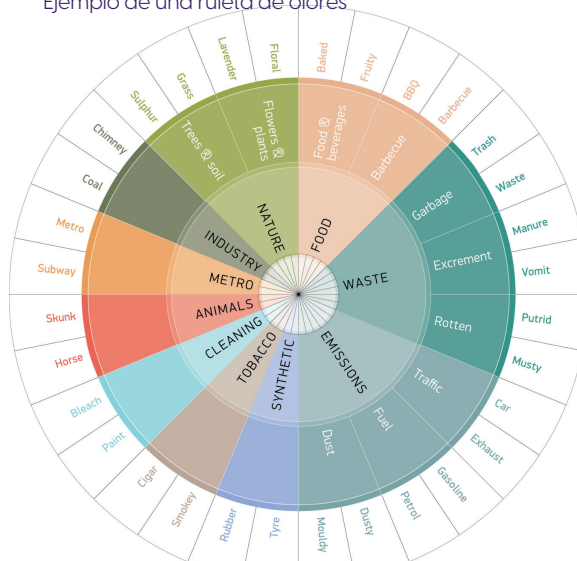 Ejemplo de una ruleta de olores
Baked
Fruity
BBQ
Barbecue
Trash
Waste
Manure
Vomit
Putrid
Musty
Car
Exhaust
Gasoline
Petrol
Dusty
Mouldy
Tyre
Rubber
Smokey
Cigar
Paint
Bleach
Horse
Skunk
Subway
Metro
Coal
Chimney
Sulphur
Grass
Lavender
Floral
Food &
beverages
Barbecue
Garbage
Excrement
Rotten
Traffic
Fuel
Dust
Trees & soil
Flowers &
plants
FOOD
WASTE
EMISSIONS
SYNTHETIC
TOBACCO
CLEANING
ANIMALS
METRO
INDUSTRY
NATURE